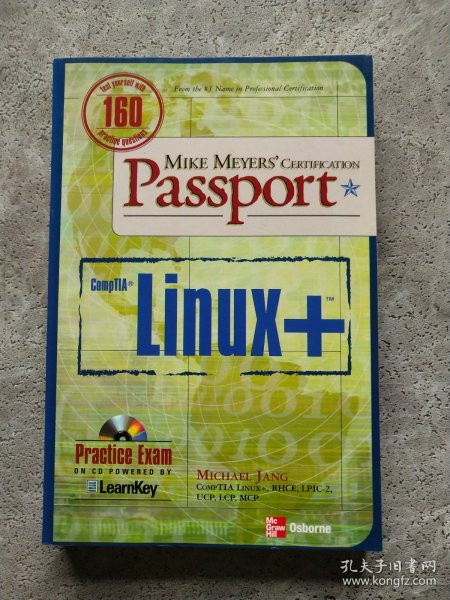 test yourself with
160
practice questions
From the #1 Name in Professional Certification
MIKE MEYERS' CERTIFICATION
Passport
CompTIA®
Linux+™
Practice Exam
ON CD POWERED BY
LearnKey
MICHAEL JANG
COMPTIA LINUX+, RHCE, LPIC-2,
UCP, LCP, MCP
Mc
Graw
Hill
Osborne
孔夫子旧书网
www.kongfz.com